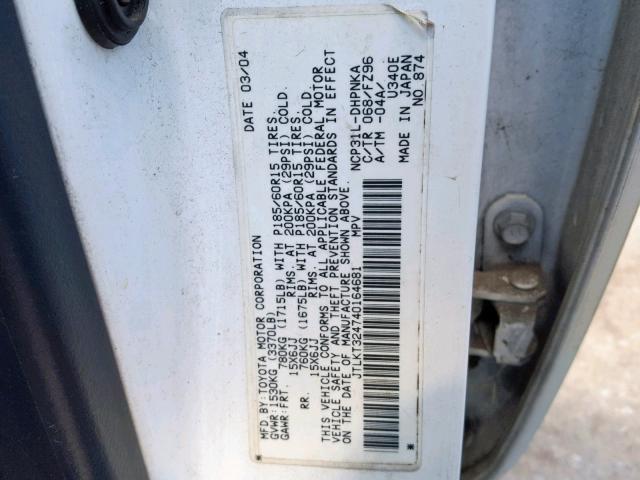 MFD.BY:TOYOTA MOTOR CORPORATION DATE 03/04
GVWR:1530KG (3370LB)
GAWR:FRT. 780KG (1715LB) WITH P185/60R15 TIRES.
15X6JJ RIMS. AT 200KPA (29PSI) COLD.
RR. 760KG (1675LB) WITH P185/60R15 TIRES.
15X6JJ RIMS. AT 200KPA (29PSI) COLD.
THIS VEHICLE CONFORMS TO ALL APPLICABLE FEDERAL MOTOR
VEHICLE SAFETY AND THEFT PREVENTION STANDARDS IN EFFECT
ON THE DATE OF MANUFACTURE SHOWN ABOVE.
JTLKT324740164681 MPV NCP31L-DHPNKA
C/TR 068/FZ96
A/TM -04A/U340E
MADE IN JAPAN
NO. 874